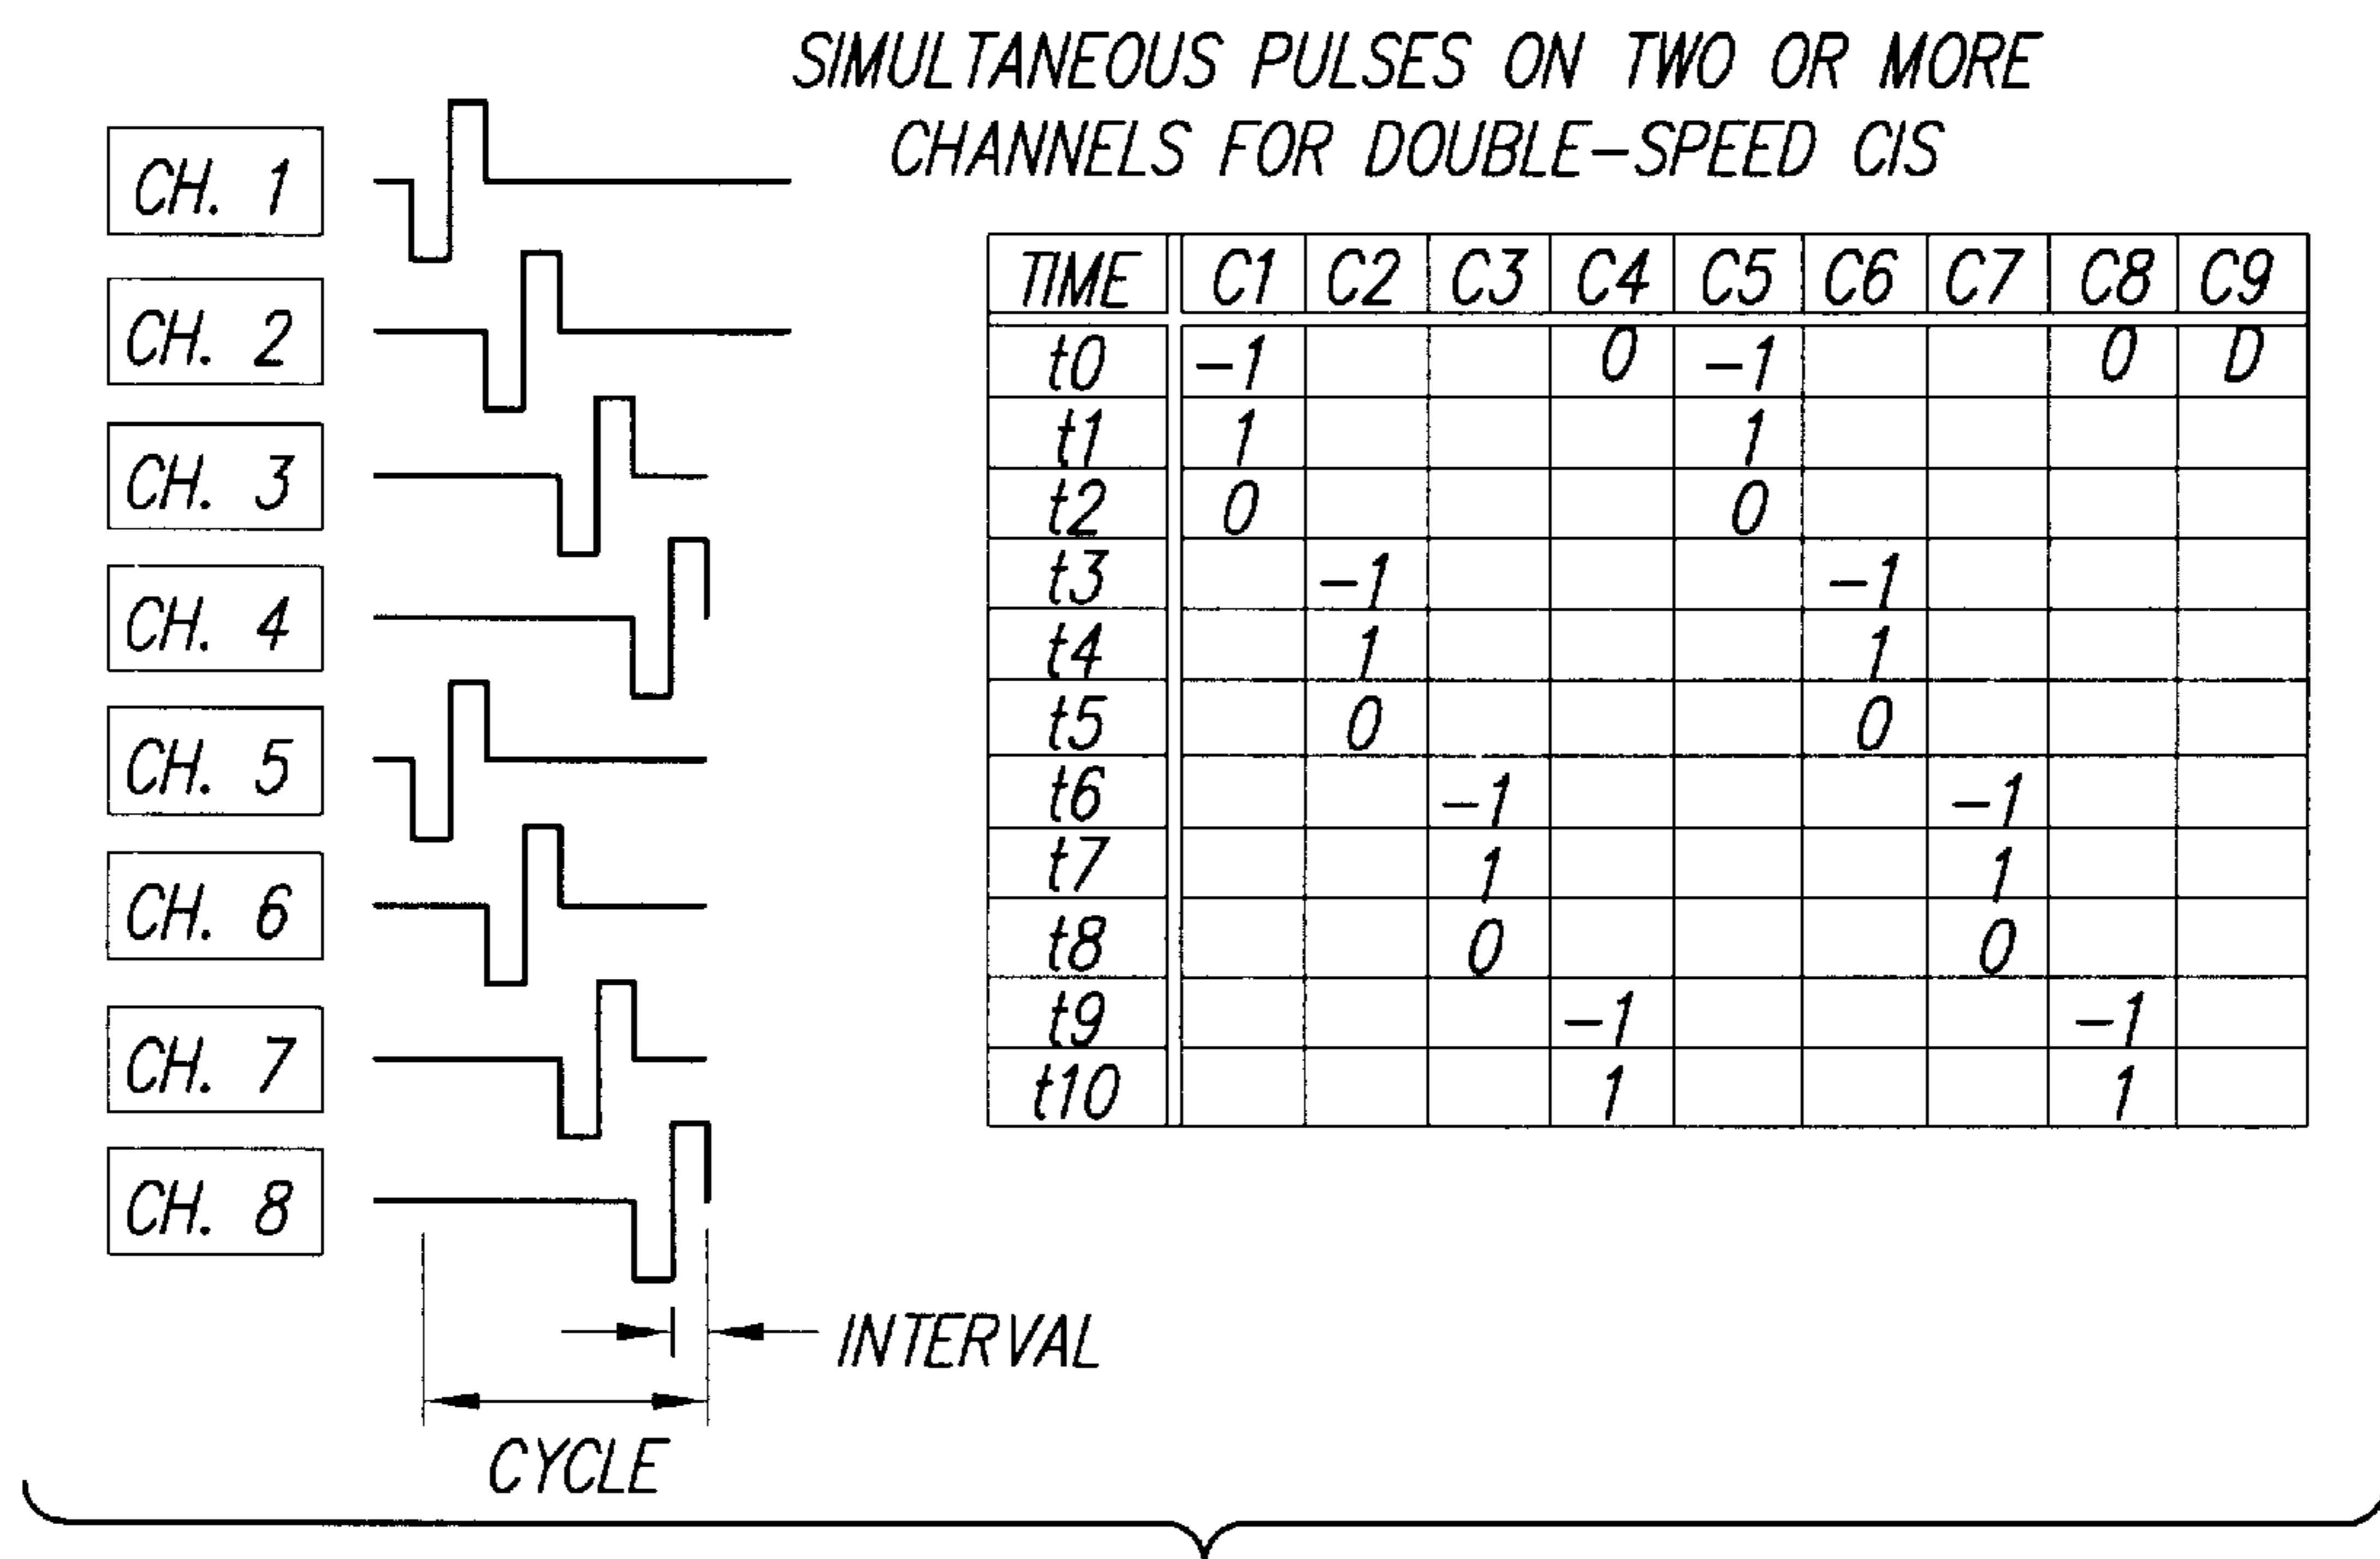 SIMULTANEOUS PULSES ON TWO OR MORE
CHANNELS FOR DOUBLE-SPEED CIS
CH. 1
CH. 2
CH. 3
CH. 4
CH. 5
CH. 6
CH. 7
CH. 8
INTERVAL
CYCLE
TIME C1 C2 C3 C4 C5 C6 C7 C8 C9
t0 -1 0 -1 0 D
t1 1 1
t2 0 0
t3 -1 -1
t4 1 1
t5 0 0
t6 -1 -1
t7 1 1
t8 0 0
t9 -1 -1
t10 1 1